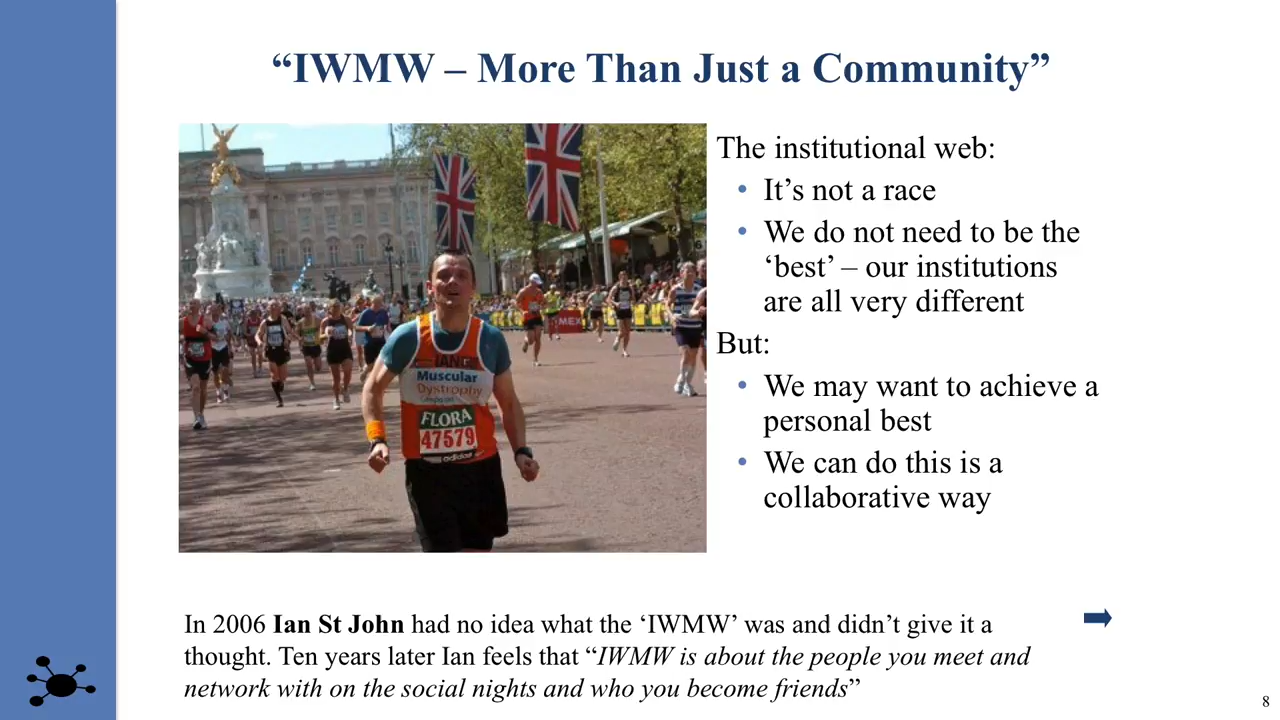 “IWMW – More Than Just a Community”
The institutional web:
• It’s not a race
• We do not need to be the
‘best’ – our institutions
are all very different
But:
• We may want to achieve a
personal best
• We can do this is a
collaborative way
IAN
Muscular
Dystrophy
FLORA
47579
adidas
MEX
In 2006 Ian St John had no idea what the ‘IWMW’ was and didn’t give it a
thought. Ten years later Ian feels that “IWMW is about the people you meet and
network with on the social nights and who you become friends”
8